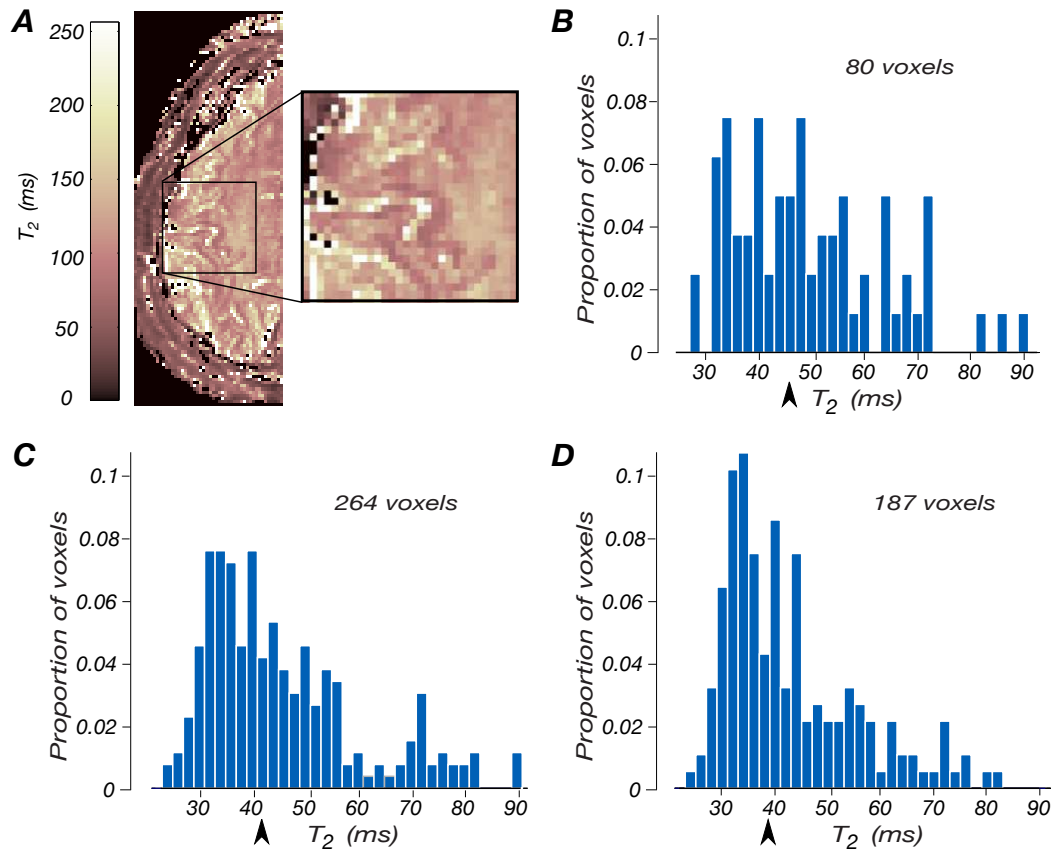 A
250
200
150
100
50
0
T2 (ms)
B
0.1
0.08
0.06
0.04
0.02
0
Proportion of voxels
80 voxels
30 40 50 60 70 80 90
T2 (ms)
C
0.1
0.08
0.06
0.04
0.02
0
Proportion of voxels
264 voxels
30 40 50 60 70 80 90
T2 (ms)
D
0.1
0.08
0.06
0.04
0.02
0
Proportion of voxels
187 voxels
30 40 50 60 70 80 90
T2 (ms)